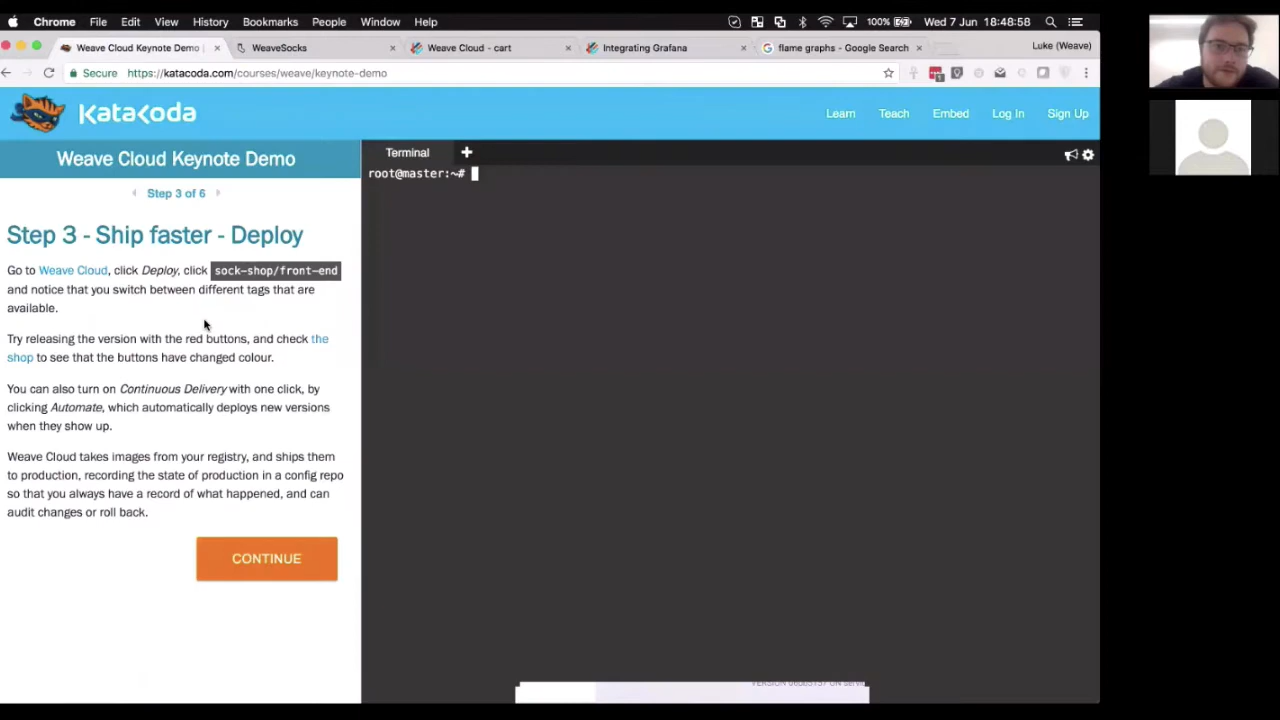 Chrome File Edit View History Bookmarks People Window Help 100% Wed 7 Jun 18:48:58
Weave Cloud Keynote Demo | WeaveSocks Weave Cloud - cart Integrating Grafana flame graphs - Google Search Luke (Weave)
Secure https://katacoda.com/courses/weave/keynote-demo
Katacoda Learn Teach Embed Log In Sign Up
Weave Cloud Keynote Demo
Step 3 of 6
Step 3 - Ship faster - Deploy
Go to Weave Cloud, click Deploy, click sock-shop/front-end
and notice that you switch between different tags that are
available.
Try releasing the version with the red buttons, and check the
shop to see that the buttons have changed colour.
You can also turn on Continuous Delivery with one click, by
clicking Automate, which automatically deploys new versions
when they show up.
Weave Cloud takes images from your registry, and ships them
to production, recording the state of production in a config repo
so that you always have a record of what happened, and can
audit changes or roll back.
CONTINUE
Terminal +
root@master:~#